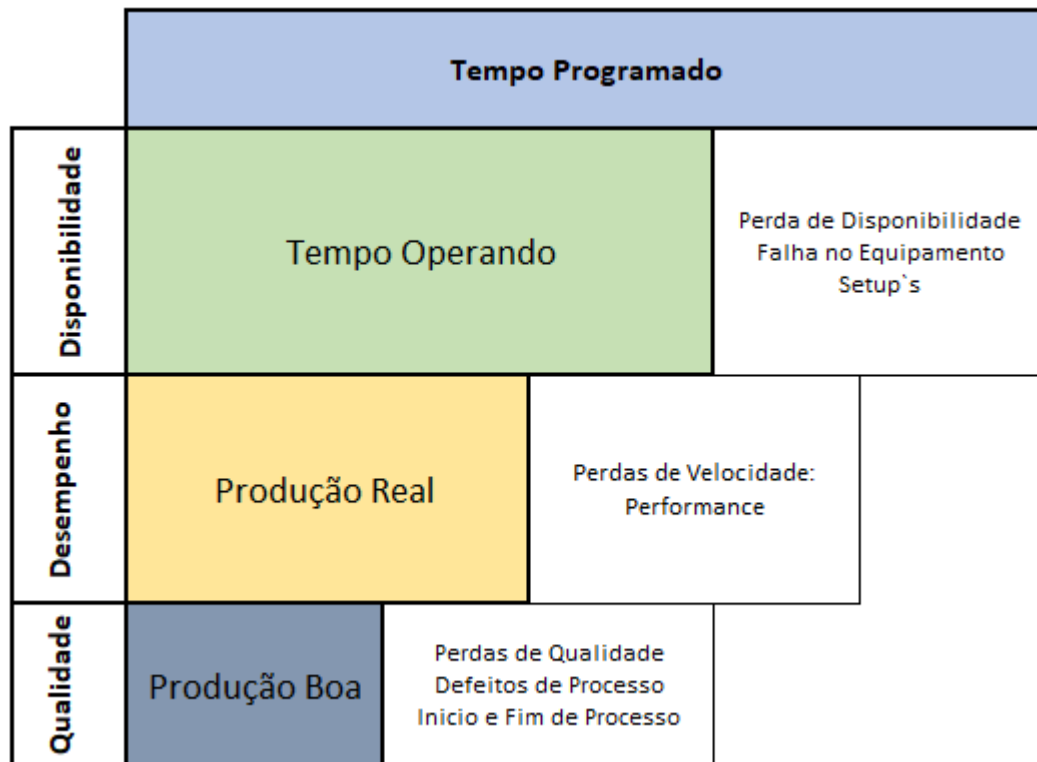 Tempo Programado
Disponibilidade
Tempo Operando
Perda de Disponibilidade
Falha no Equipamento
Setup`s
Desempenho
Produção Real
Perdas de Velocidade:
Performance
Qualidade
Produção Boa
Perdas de Qualidade
Defeitos de Processo
Inicio e Fim de Processo